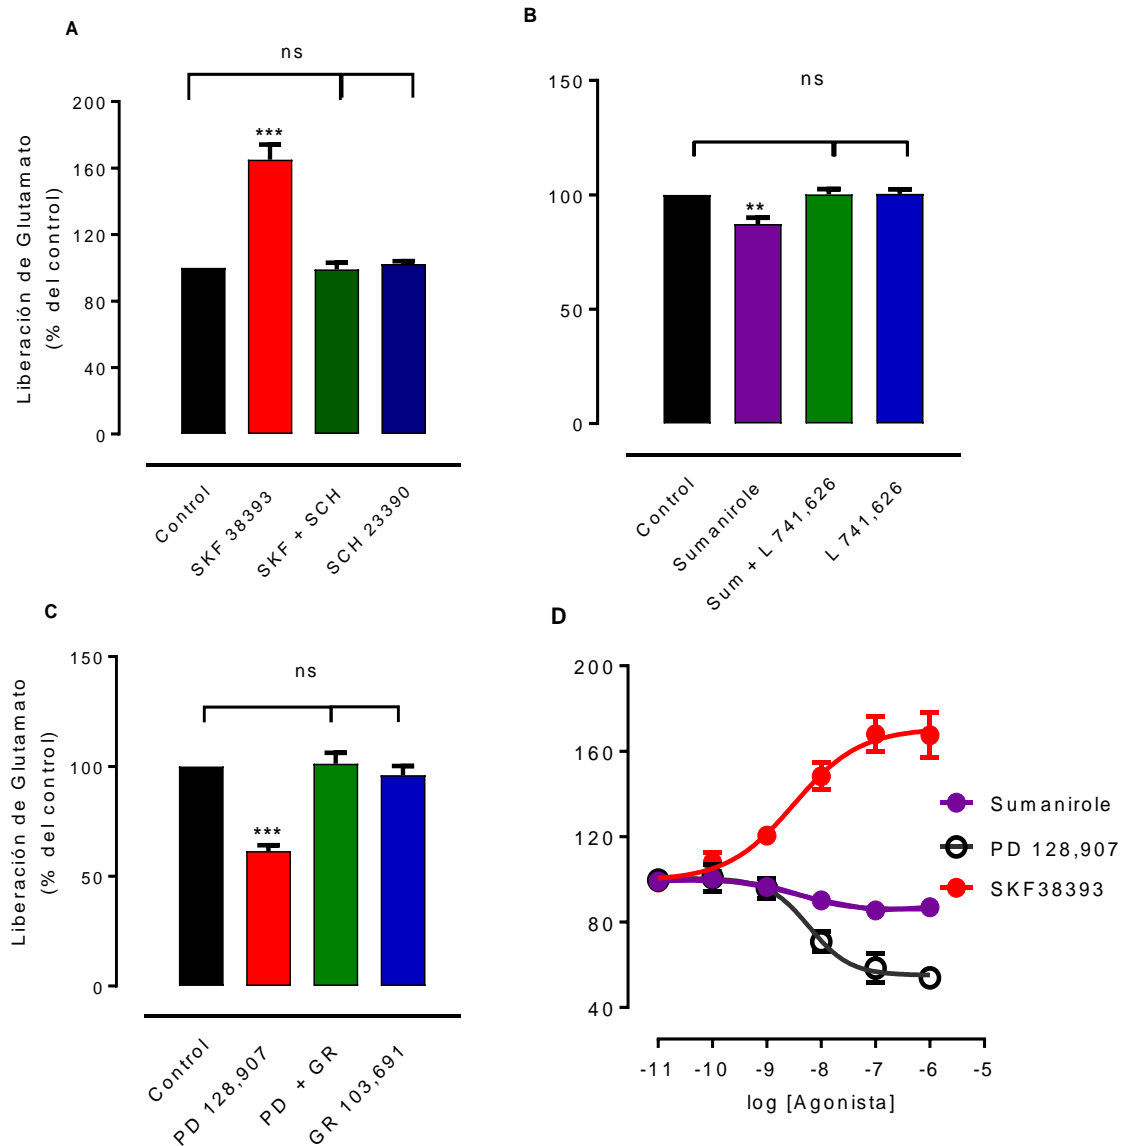 A
ns
Liberación de Glutamato
(% del control)
200
160
120
80
40
0
***
Control
SKF 38393
SKF + SCH
SCH 23390
B
ns
150
100
50
0
**
Control
Sumanirole
Sum + L 741,626
L 741,626
C
ns
Liberación de Glutamato
(% del control)
150
100
50
0
***
Control
PD 128,907
PD + GR
GR 103,691
D
200
160
120
80
40
Sumanirole
PD 128,907
SKF38393
-11 -10 -9 -8 -7 -6 -5
log [Agonista]